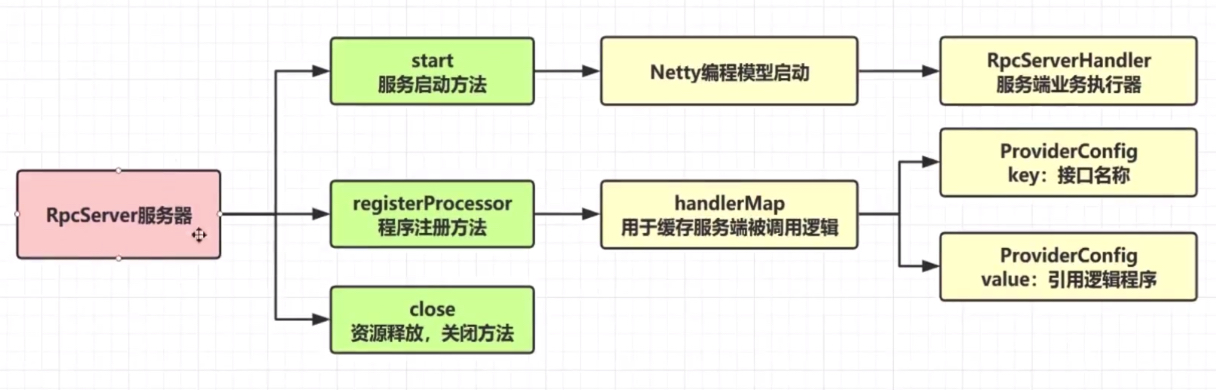 RpcServer服务器
start
服务启动方法
Netty编程模型启动
RpcServerHandler
服务端业务执行器
registerProcessor
程序注册方法
handlerMap
用于缓存服务端被调用逻辑
ProviderConfig
key：接口名称
ProviderConfig
value：引用逻辑程序
close
资源释放，关闭方法